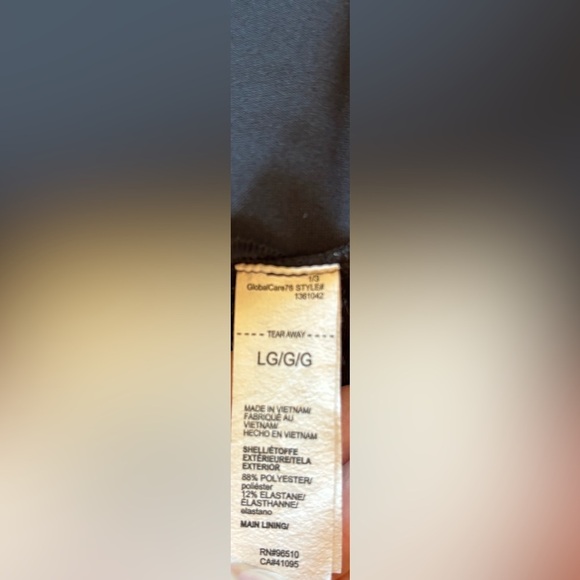 1/3
GlobalCare76 STYLE#
1361042
TEAR AWAY
LG/G/G
MADE IN VIETNAM/
FABRIQUÉ AU
VIETNAM/
HECHO EN VIETNAM
SHELL/ÉTOFFE
EXTÉRIEURE/TELA
EXTERIOR
88% POLYESTER/
poliéster
12% ELASTANE/
ÉLASTHANNE/
elastano
MAIN LINING/
RN#96510
CA#41095